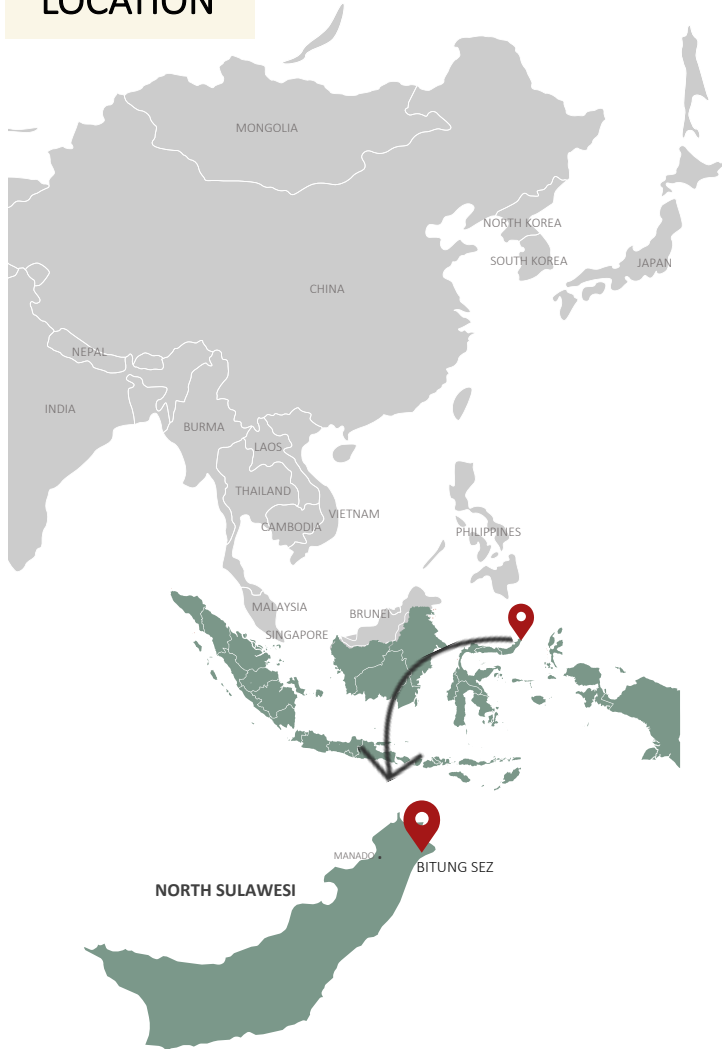 LOCATION
MONGOLIA
NORTH KOREA
SOUTH KOREA
JAPAN
CHINA
NEPAL
INDIA
BURMA
LAOS
THAILAND
VIETNAM
CAMBODIA
PHILIPPINES
MALAYSIA
BRUNEI
SINGAPORE
MANADO
BITUNG SEZ
NORTH SULAWESI